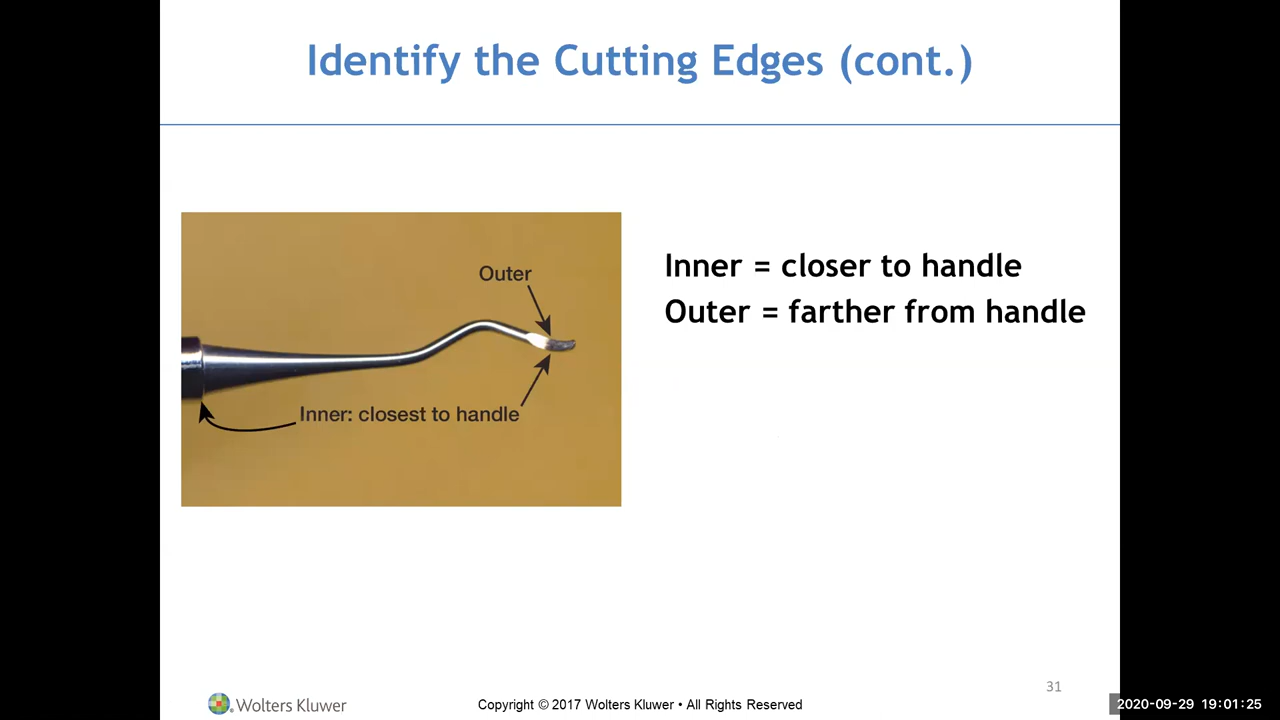 Identify the Cutting Edges (cont.)
Outer
Inner: closest to handle
Inner = closer to handle
Outer = farther from handle
31
Wolters Kluwer
Copyright © 2017 Wolters Kluwer • All Rights Reserved
2020-09-29 19:01:25